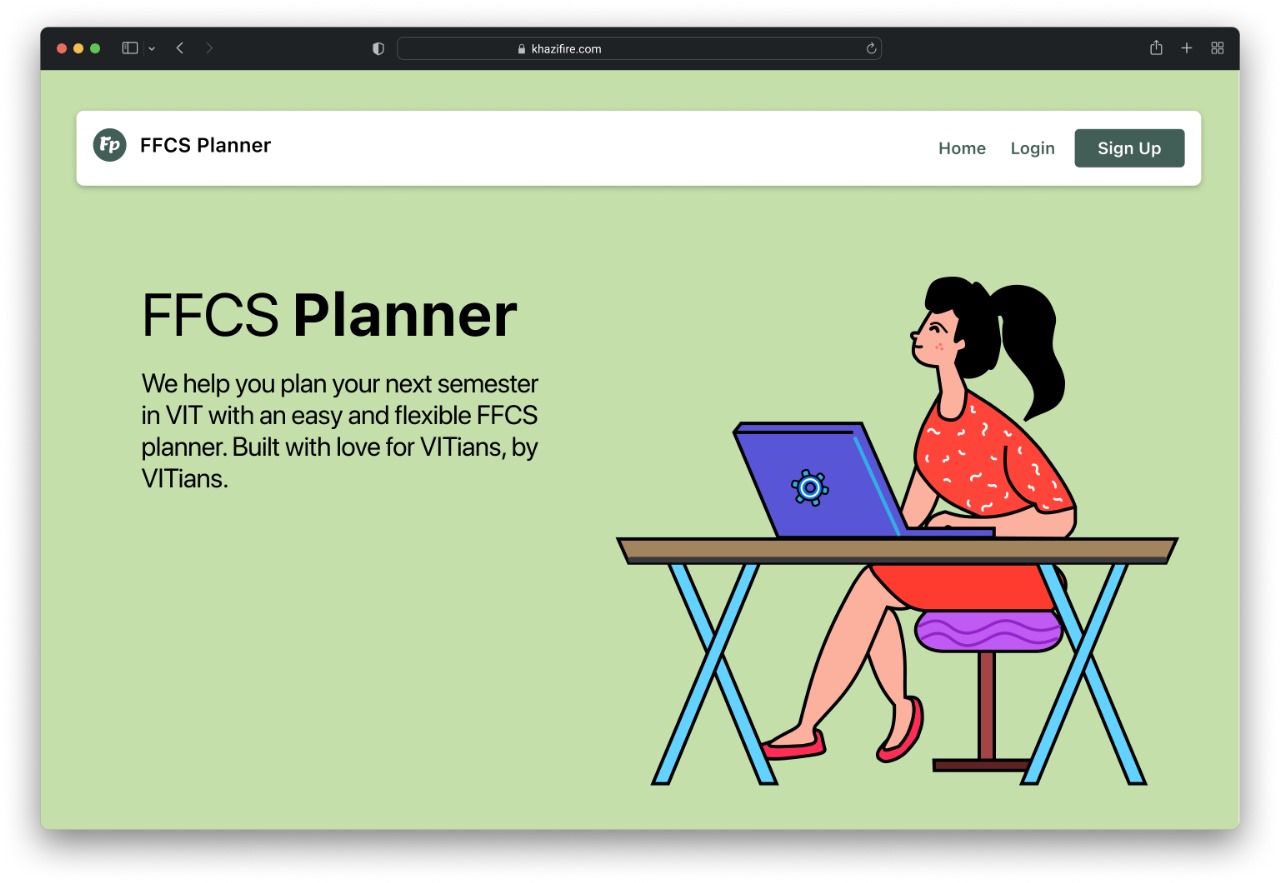 khazifire.com
Fp FFCS Planner
Home Login Sign Up
FFCS Planner
We help you plan your next semester
in VIT with an easy and flexible FFCS
planner. Built with love for VITians, by
VITians.